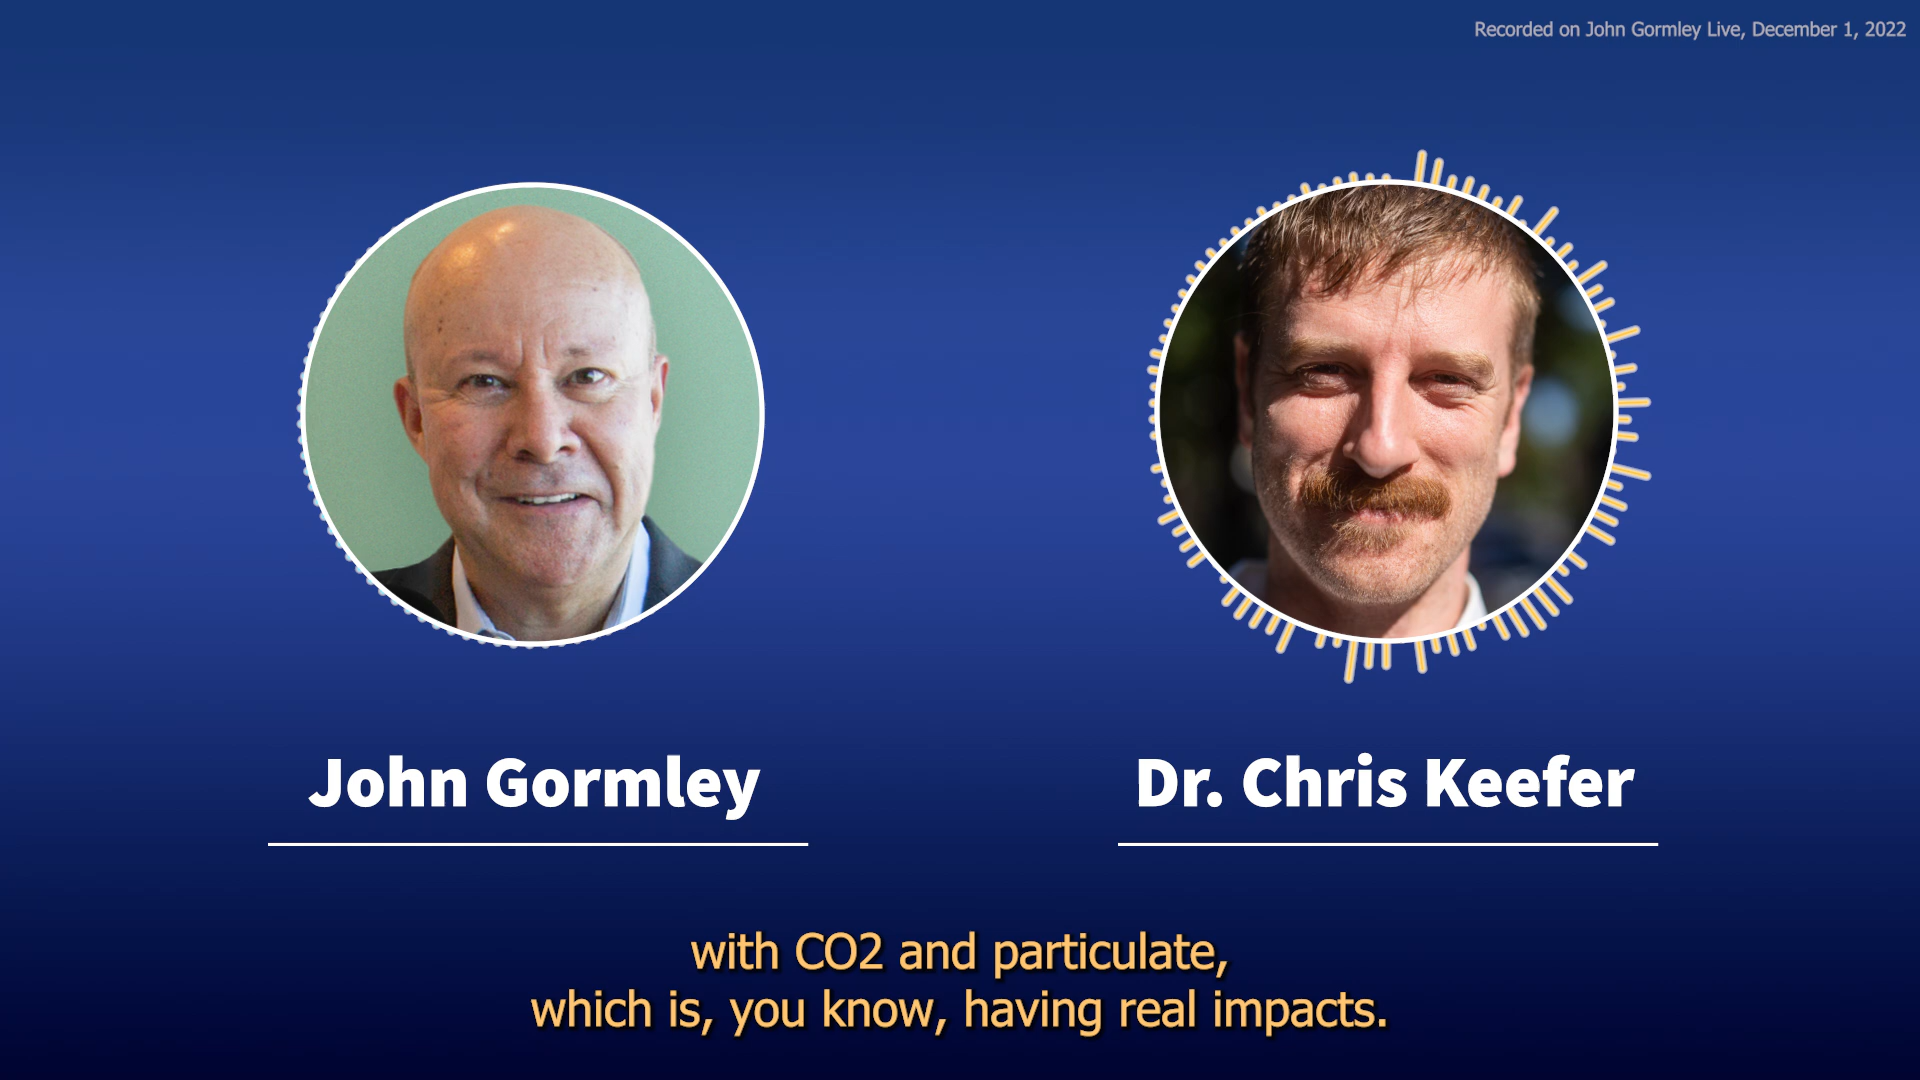 Recorded on John Gormley Live, December 1, 2022
John Gormley
Dr. Chris Keefer
with CO2 and particulate,
which is, you know, having real impacts.